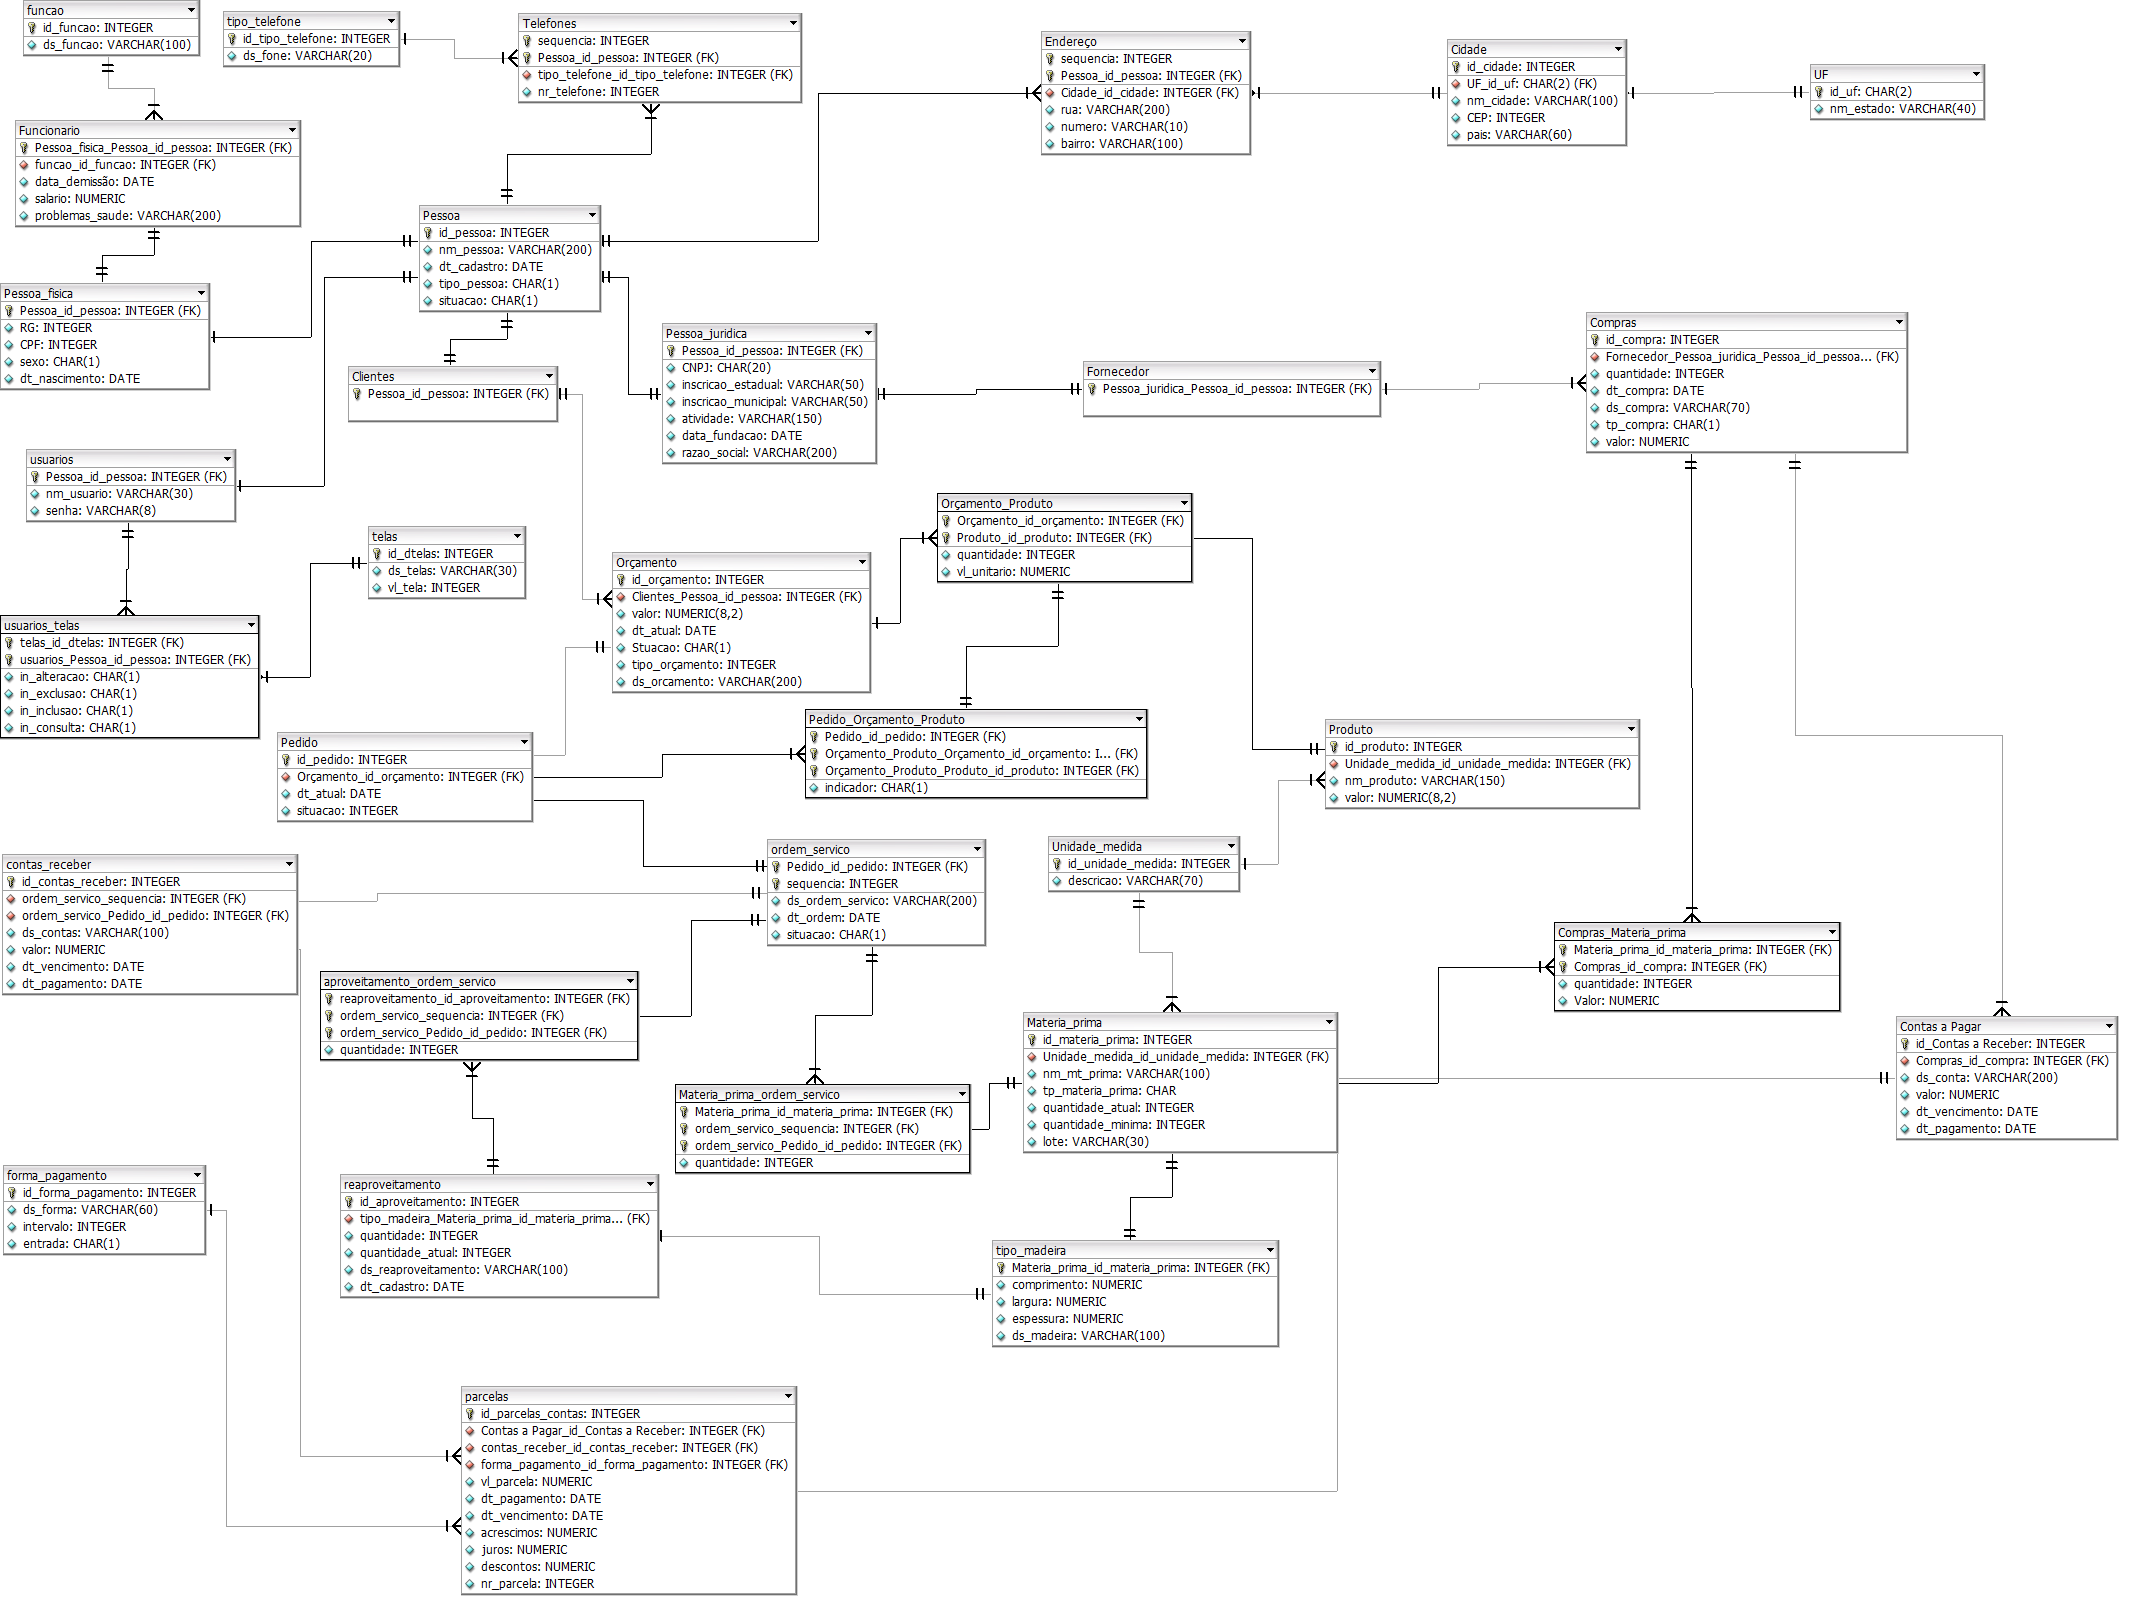 funcao
id_funcao: INTEGER
ds_funcao: VARCHAR(100)
tipo_telefone
id_tipo_telefone: INTEGER
ds_fone: VARCHAR(20)
Telefones
sequencia: INTEGER
Pessoa_id_pessoa: INTEGER (FK)
tipo_telefone_id_tipo_telefone: INTEGER (FK)
nr_telefone: INTEGER
Endereço
sequencia: INTEGER
Pessoa_id_pessoa: INTEGER (FK)
Cidade_id_cidade: INTEGER (FK)
rua: VARCHAR(200)
numero: VARCHAR(10)
bairro: VARCHAR(100)
Cidade
id_cidade: INTEGER
UF_id_uf: CHAR(2) (FK)
nm_cidade: VARCHAR(100)
CEP: INTEGER
pais: VARCHAR(60)
UF
id_uf: CHAR(2)
nm_estado: VARCHAR(40)
Funcionario
Pessoa_fisica_Pessoa_id_pessoa: INTEGER (FK)
funcao_id_funcao: INTEGER (FK)
data_demissão: DATE
salario: NUMERIC
problemas_saude: VARCHAR(200)
Pessoa
id_pessoa: INTEGER
nm_pessoa: VARCHAR(200)
dt_cadastro: DATE
tipo_pessoa: CHAR(1)
situacao: CHAR(1)
Pessoa_fisica
Pessoa_id_pessoa: INTEGER (FK)
RG: INTEGER
CPF: INTEGER
sexo: CHAR(1)
dt_nascimento: DATE
Clientes
Pessoa_id_pessoa: INTEGER (FK)
Pessoa_juridica
Pessoa_id_pessoa: INTEGER (FK)
CNPJ: CHAR(20)
inscricao_estadual: VARCHAR(50)
inscricao_municipal: VARCHAR(50)
atividade: VARCHAR(150)
data_fundacao: DATE
razao_social: VARCHAR(200)
Fornecedor
Pessoa_juridica_Pessoa_id_pessoa: INTEGER (FK)
Compras
id_compra: INTEGER
Fornecedor_Pessoa_juridica_Pessoa_id_pessoa... (FK)
quantidade: INTEGER
dt_compra: DATE
ds_compra: VARCHAR(70)
tp_compra: CHAR(1)
valor: NUMERIC
usuarios
Pessoa_id_pessoa: INTEGER (FK)
nm_usuario: VARCHAR(30)
senha: VARCHAR(8)
telas
id_dtelas: INTEGER
ds_telas: VARCHAR(30)
vl_tela: INTEGER
Orçamento_Produto
Orçamento_id_orçamento: INTEGER (FK)
Produto_id_produto: INTEGER (FK)
quantidade: INTEGER
vl_unitario: NUMERIC
Orçamento
id_orçamento: INTEGER
Clientes_Pessoa_id_pessoa: INTEGER (FK)
valor: NUMERIC(8,2)
dt_atual: DATE
Stuacao: CHAR(1)
tipo_orçamento: INTEGER
ds_orcamento: VARCHAR(200)
usuarios_telas
telas_id_dtelas: INTEGER (FK)
usuarios_Pessoa_id_pessoa: INTEGER (FK)
in_alteracao: CHAR(1)
in_exclusao: CHAR(1)
in_inclusao: CHAR(1)
in_consulta: CHAR(1)
Pedido
id_pedido: INTEGER
Orçamento_id_orçamento: INTEGER (FK)
dt_atual: DATE
situacao: INTEGER
Pedido_Orçamento_Produto
Pedido_id_pedido: INTEGER (FK)
Orçamento_Produto_Orçamento_id_orçamento: I... (FK)
Orçamento_Produto_Produto_id_produto: INTEGER (FK)
indicador: CHAR(1)
Produto
id_produto: INTEGER
Unidade_medida_id_unidade_medida: INTEGER (FK)
nm_produto: VARCHAR(150)
valor: NUMERIC(8,2)
contas_receber
id_contas_receber: INTEGER
ordem_servico_sequencia: INTEGER (FK)
ordem_servico_Pedido_id_pedido: INTEGER (FK)
ds_contas: VARCHAR(100)
valor: NUMERIC
dt_vencimento: DATE
dt_pagamento: DATE
ordem_servico
Pedido_id_pedido: INTEGER (FK)
sequencia: INTEGER
ds_ordem_servico: VARCHAR(200)
dt_ordem: DATE
situacao: CHAR(1)
Unidade_medida
id_unidade_medida: INTEGER
descricao: VARCHAR(70)
Compras_Materia_prima
Materia_prima_id_materia_prima: INTEGER (FK)
Compras_id_compra: INTEGER (FK)
quantidade: INTEGER
Valor: NUMERIC
aproveitamento_ordem_servico
reaproveitamento_id_aproveitamento: INTEGER (FK)
ordem_servico_sequencia: INTEGER (FK)
ordem_servico_Pedido_id_pedido: INTEGER (FK)
quantidade: INTEGER
Materia_prima
id_materia_prima: INTEGER
Unidade_medida_id_unidade_medida: INTEGER (FK)
nm_mt_prima: VARCHAR(100)
tp_materia_prima: CHAR
quantidade_atual: INTEGER
quantidade_minima: INTEGER
lote: VARCHAR(30)
Contas a Pagar
id_Contas a Receber: INTEGER
Compras_id_compra: INTEGER (FK)
ds_conta: VARCHAR(200)
valor: NUMERIC
dt_vencimento: DATE
dt_pagamento: DATE
Materia_prima_ordem_servico
Materia_prima_id_materia_prima: INTEGER (FK)
ordem_servico_sequencia: INTEGER (FK)
ordem_servico_Pedido_id_pedido: INTEGER (FK)
quantidade: INTEGER
forma_pagamento
id_forma_pagamento: INTEGER
ds_forma: VARCHAR(60)
intervalo: INTEGER
entrada: CHAR(1)
reaproveitamento
id_aproveitamento: INTEGER
tipo_madeira_Materia_prima_id_materia_prima... (FK)
quantidade: INTEGER
quantidade_atual: INTEGER
ds_reaproveitamento: VARCHAR(100)
dt_cadastro: DATE
tipo_madeira
Materia_prima_id_materia_prima: INTEGER (FK)
comprimento: NUMERIC
largura: NUMERIC
espessura: NUMERIC
ds_madeira: VARCHAR(100)
parcelas
id_parcelas_contas: INTEGER
Contas a Pagar_id_Contas a Receber: INTEGER (FK)
contas_receber_id_contas_receber: INTEGER (FK)
forma_pagamento_id_forma_pagamento: INTEGER (FK)
vl_parcela: NUMERIC
dt_pagamento: DATE
dt_vencimento: DATE
acrescimos: NUMERIC
juros: NUMERIC
descontos: NUMERIC
nr_parcela: INTEGER